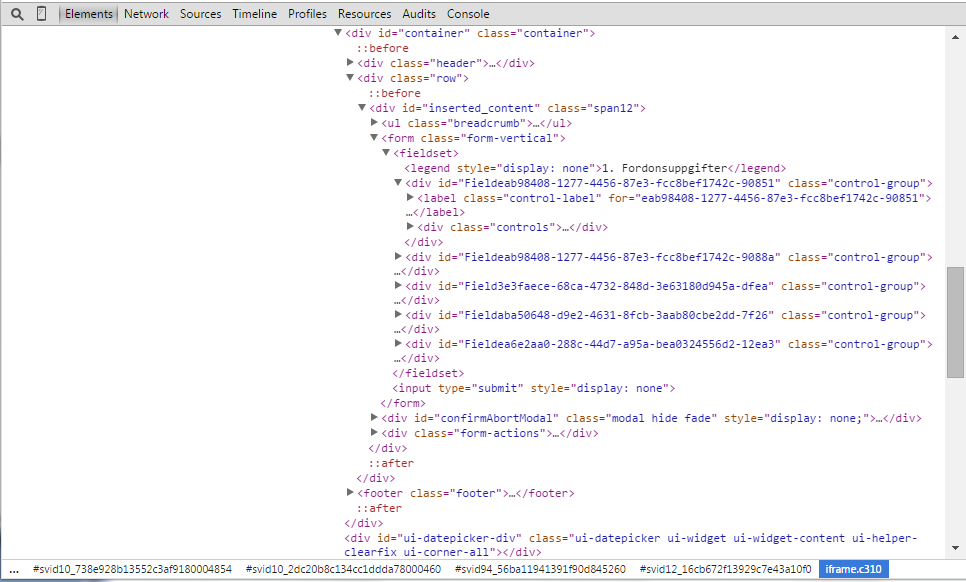 Elements Network Sources Timeline Profiles Resources Audits Console
<div id="container" class="container">
::before
<div class="header">…</div>
<div class="row">
::before
<div id="inserted_content" class="span12">
<ul class="breadcrumb">…</ul>
<form class="form-vertical">
<fieldset>
<legend style="display: none">1. Fordonsuppgifter</legend>
<div id="Fieldeab98408-1277-4456-87e3-fcc8bef1742c-90851" class="control-group">
<label class="control-label" for="eab98408-1277-4456-87e3-fcc8bef1742c-90851">
…</label>
<div class="controls">…</div>
</div>
<div id="Fieldeab98408-1277-4456-87e3-fcc8bef1742c-9088a" class="control-group">
…</div>
<div id="Field3e3faece-68ca-4732-848d-3e63180d945a-dfea" class="control-group">
…</div>
<div id="Fieldaba50648-d9e2-4631-8fcb-3aab80cbe2dd-7f26" class="control-group">
…</div>
<div id="Fieldea6e2aa0-288c-44d7-a95a-bea0324556d2-12ea3" class="control-group">
…</div>
</fieldset>
<input type="submit" style="display: none">
</form>
<div id="confirmAbortModal" class="modal hide fade" style="display: none;">…</div>
<div class="form-actions">…</div>
</div>
::after
</div>
<footer class="footer">…</footer>
::after
</div>
<div id="ui-datepicker-div" class="ui-datepicker ui-widget ui-widget-content ui-helper-
clearfix ui-corner-all"></div>
... #svid10_738e928b13552c3af9180004854 #svid10_2dc20b8c134cc1ddda78000460 #svid94_56ba11941391f90d845260 #svid12_16cb672f13929c7e43a10f0 iframe.c310